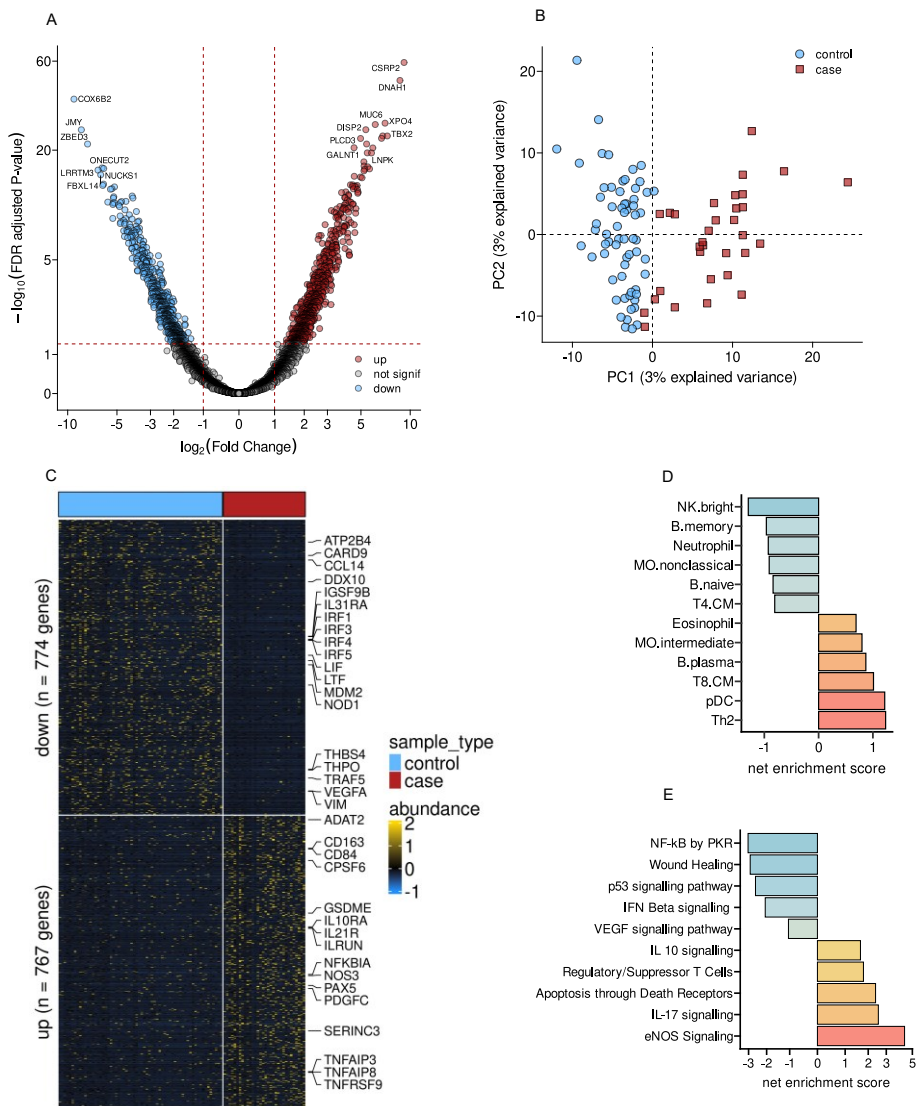 A
60
20
5
1
0
− log10(FDR adjusted P-value)
CSRP2
DNAH1
COX6B2
MUC6
XPO4
JMY
DISP2
TBX2
ZBED3
PLCD3
GALNT1
LNPK
ONECUT2
LRRTM3
NUCKS1
FBXL14
up
not signif
down
-10
-5
-3
-2
-1
0
1
2
3
5
10
log2(Fold Change)
B
control
case
20
10
0
-10
PC2 (3% explained variance)
-10
0
10
20
PC1 (3% explained variance)
C
down (n = 774 genes)
up (n = 767 genes)
ATP2B4
CARD9
CCL14
DDX10
IGSF9B
IL31RA
IRF1
IRF3
IRF4
IRF5
LIF
LTF
MDM2
NOD1
THBS4
THPO
TRAF5
VEGFA
VIM
ADAT2
CD163
CD84
CPSF6
GSDME
IL10RA
IL21R
ILRUN
NFKBIA
NOS3
PAX5
PDGFC
SERINC3
TNFAIP3
TNFAIP8
TNFRSF9
sample_type
control
case
abundance
2
1
0
-1
D
NK.bright
B.memory
Neutrophil
MO.nonclassical
B.naive
T4.CM
Eosinophil
MO.intermediate
B.plasma
T8.CM
pDC
Th2
-1
0
1
net enrichment score
E
NF-kB by PKR
Wound Healing
p53 signalling pathway
IFN Beta signalling
VEGF signalling pathway
IL 10 signalling
Regulatory/Suppressor T Cells
Apoptosis through Death Receptors
IL-17 signalling
eNOS Signaling
-3
-2
-1
0
1
2
3
5
net enrichment score